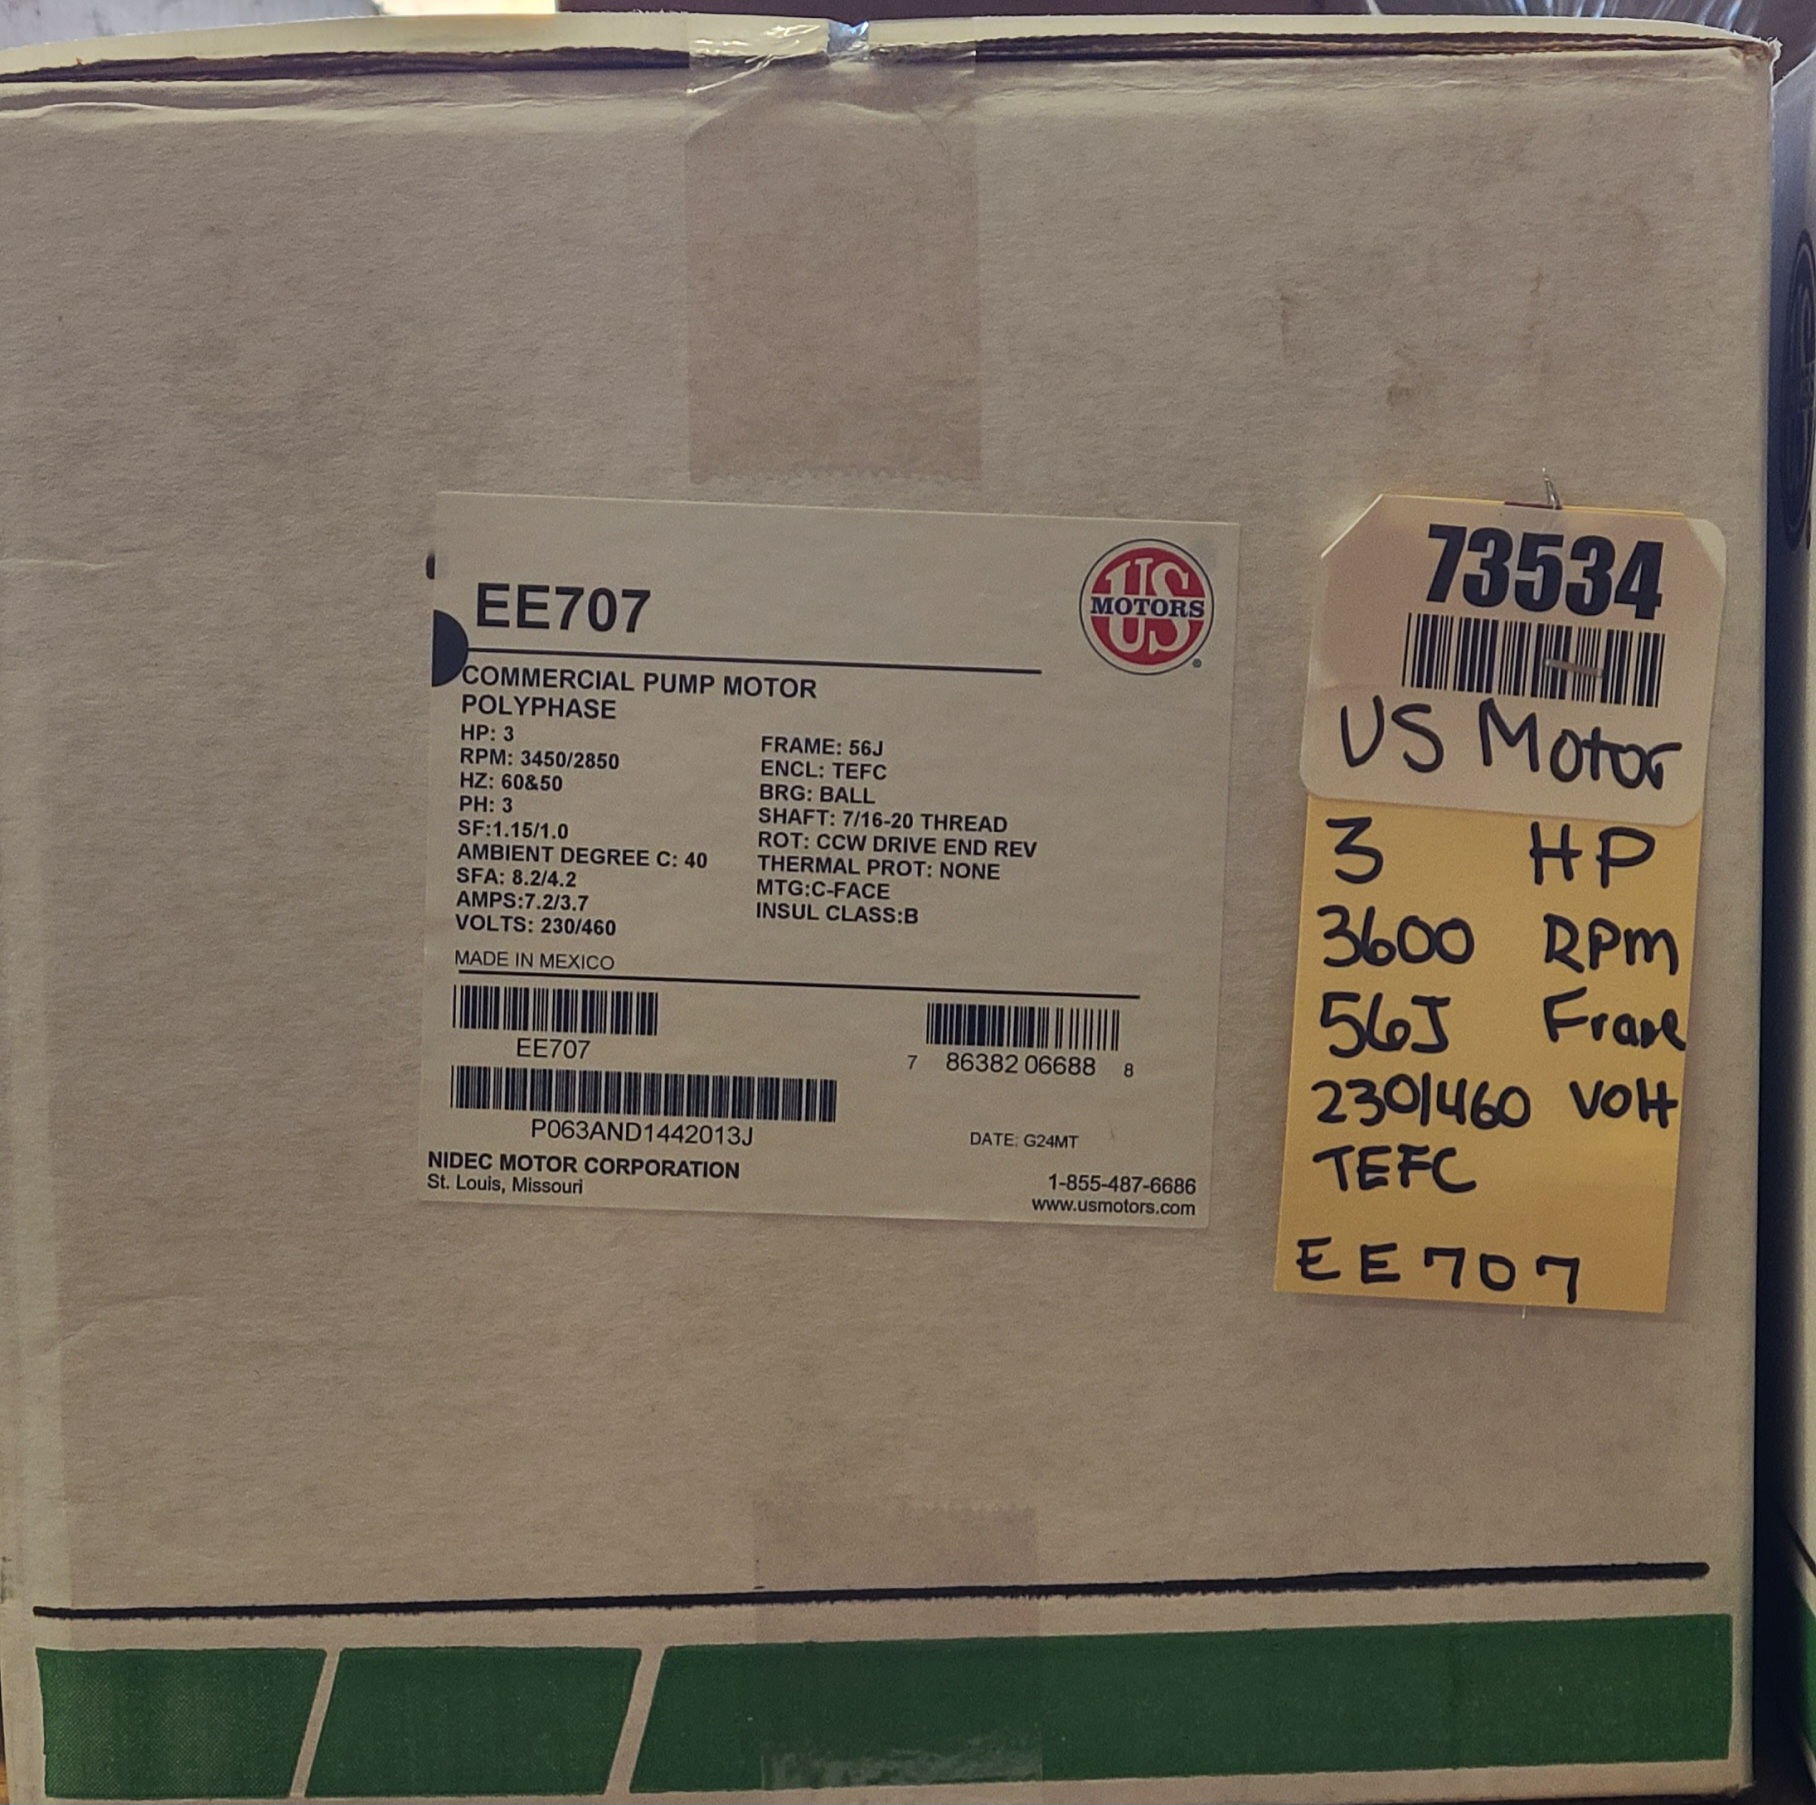 EE707
US
MOTORS
COMMERCIAL PUMP MOTOR
POLYPHASE
HP: 3
RPM: 3450/2850
HZ: 60&50
PH: 3
SF:1.15/1.0
AMBIENT DEGREE C: 40
SFA: 8.2/4.2
AMPS:7.2/3.7
VOLTS: 230/460
FRAME: 56J
ENCL: TEFC
BRG: BALL
SHAFT: 7/16-20 THREAD
ROT: CCW DRIVE END REV
THERMAL PROT: NONE
MTG:C-FACE
INSUL CLASS:B
MADE IN MEXICO
EE707
7 86382 06688 8
P063AND1442013J
DATE: G24MT
NIDEC MOTOR CORPORATION
St. Louis, Missouri
1-855-487-6686
www.usmotors.com
73534
US Motor
3 HP
3600 RPM
56J Frame
230/460 VOlt
TEFC
EE707